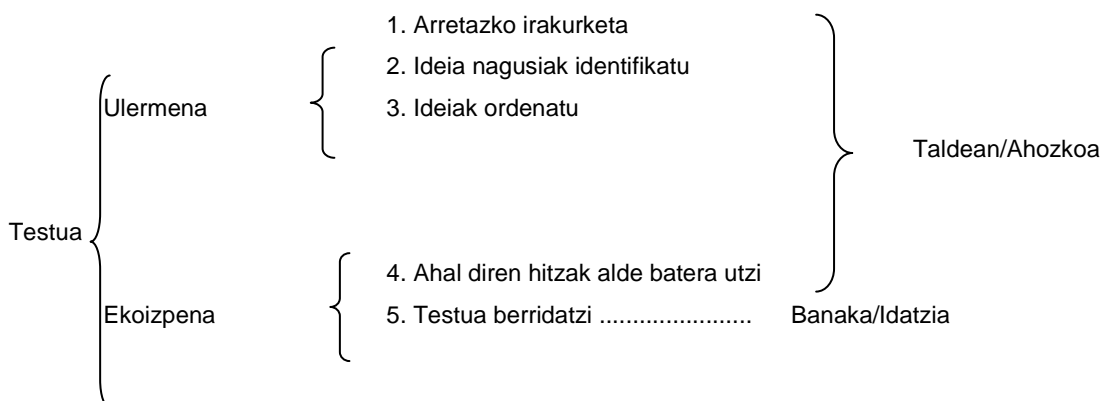 1. Arretazko irakurketa
2. Ideia nagusiak identifikatu
Ulermena
3. Ideiak ordenatu
Taldean/Ahozkoa
Testua
4. Ahal diren hitzak alde batera utzi
Ekoizpena
5. Testua berridatzi ....................... Banaka/Idatzia